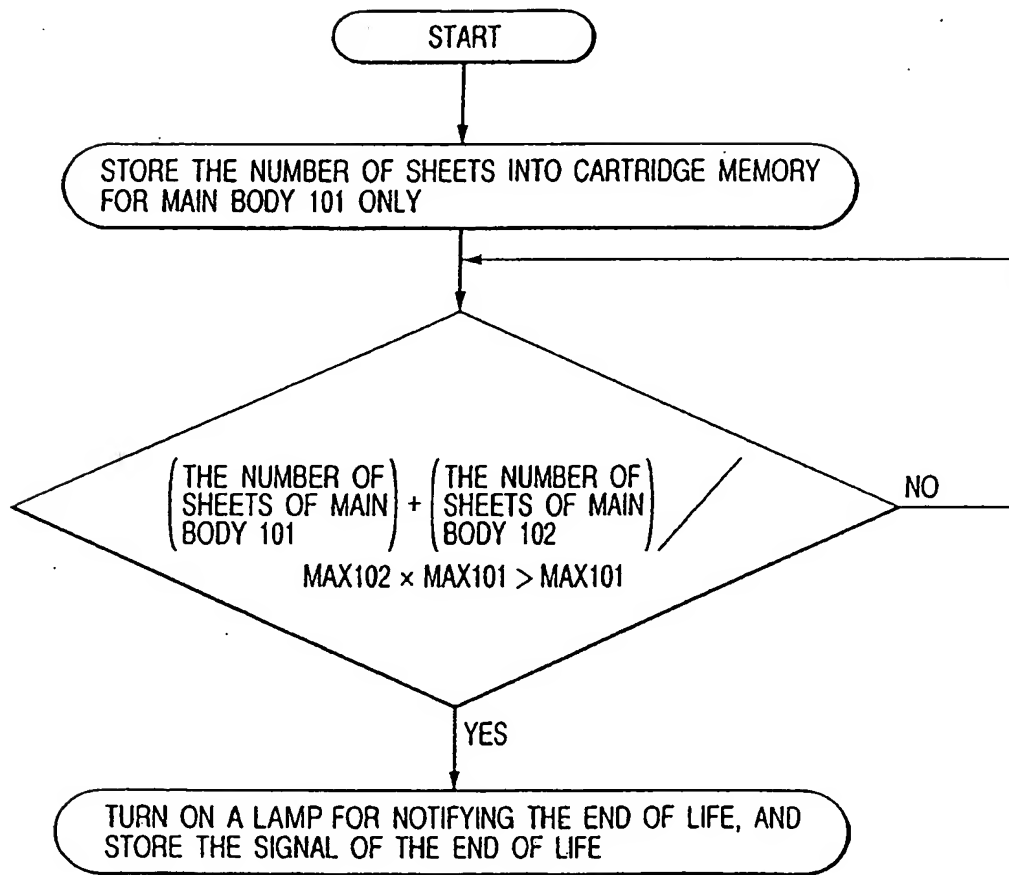 START
STORE THE NUMBER OF SHEETS INTO CARTRIDGE MEMORY
FOR MAIN BODY 101 ONLY
(THE NUMBER OF SHEETS OF MAIN BODY 101) + (THE NUMBER OF SHEETS OF MAIN BODY 102) /
MAX102 × MAX101 > MAX101
NO
YES
TURN ON A LAMP FOR NOTIFYING THE END OF LIFE, AND
STORE THE SIGNAL OF THE END OF LIFE